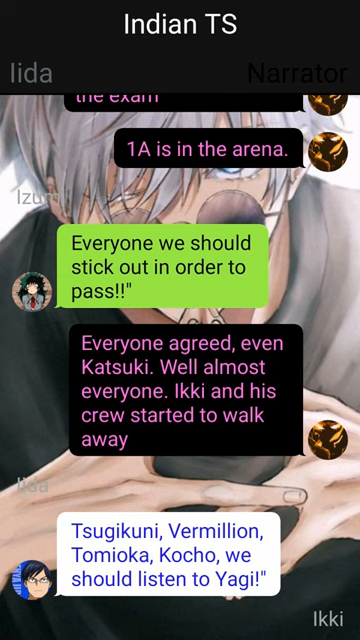 Indian TS
Iida
Narrator
the exam
1A is in the arena.
Izumi
Everyone we should
stick out in order to
pass!!"
Everyone agreed, even
Katsuki. Well almost
everyone. Ikki and his
crew started to walk
away
Iida
Tsugikuni, Vermillion,
Tomioka, Kocho, we
should listen to Yagi!"
Ikki